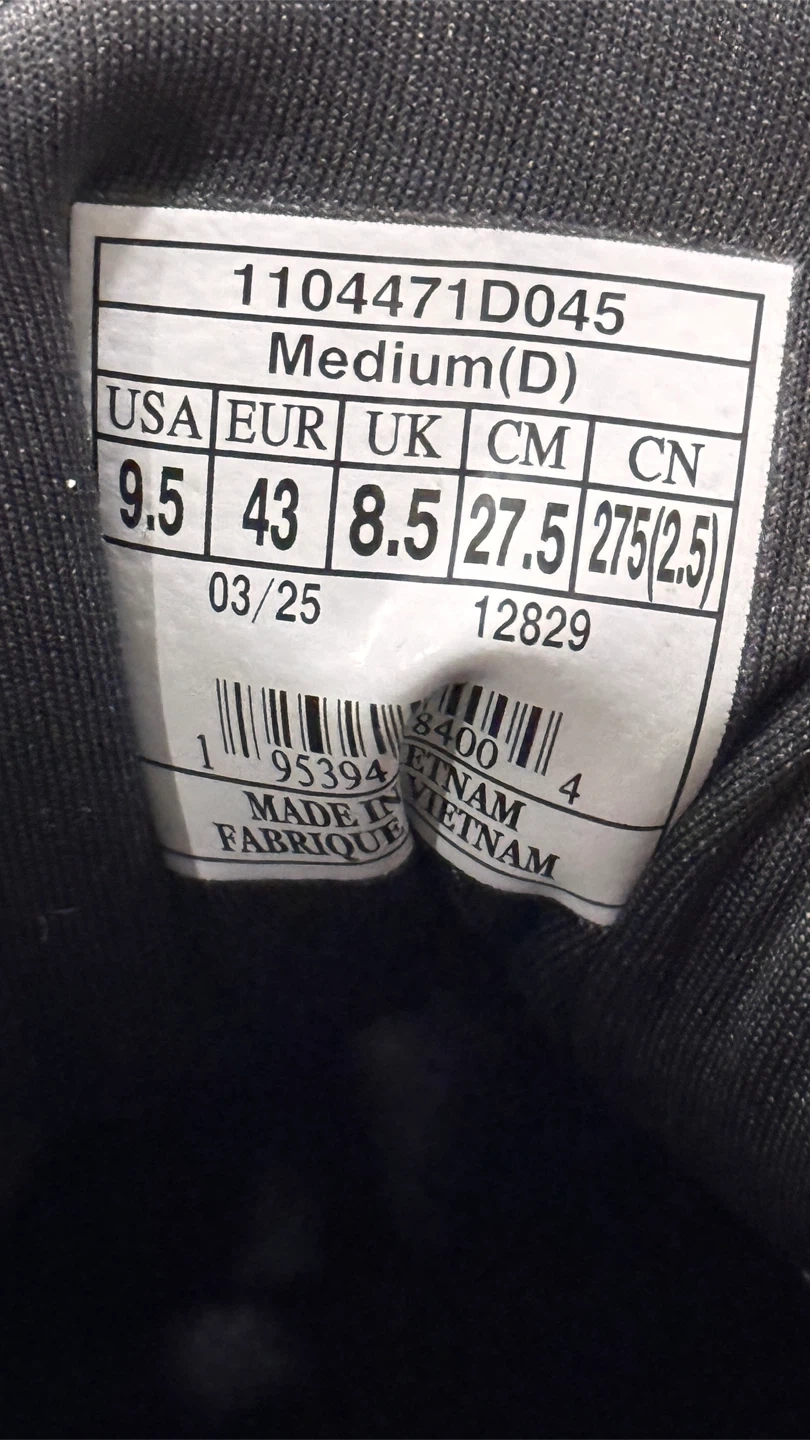 1104471D045
Medium(D)
USA EUR UK CM CN
9.5 43 8.5 27.5 275(2.5)
03/25 12829
1 95394 8400 4
MADE IN ETNAM
FABRIQUE VIETNAM